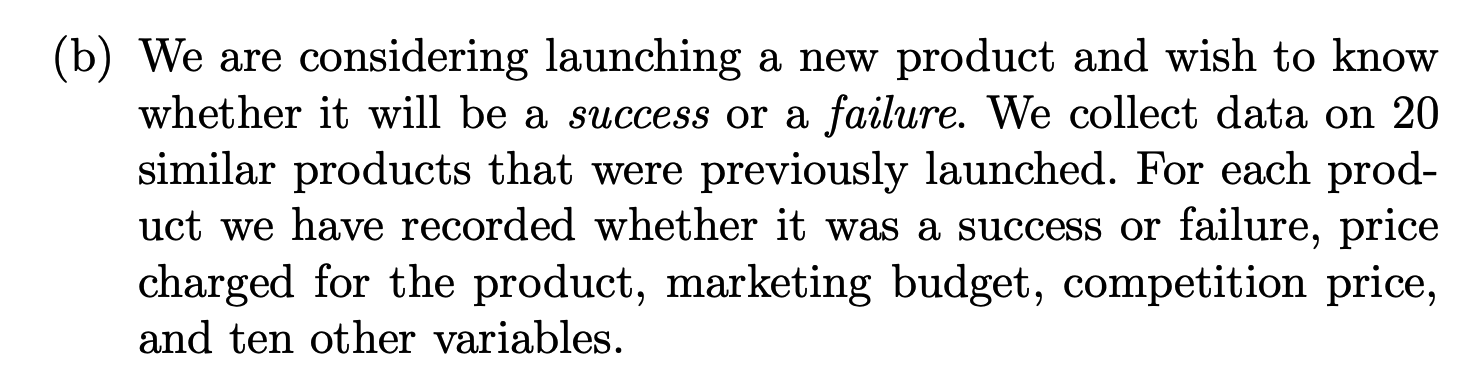 (b) We are considering launching a new product and wish to know
whether it will be a success or a failure. We collect data on 20
similar products that were previously launched. For each prod-
uct we have recorded whether it was a success or failure, price
charged for the product, marketing budget, competition price,
and ten other variables.